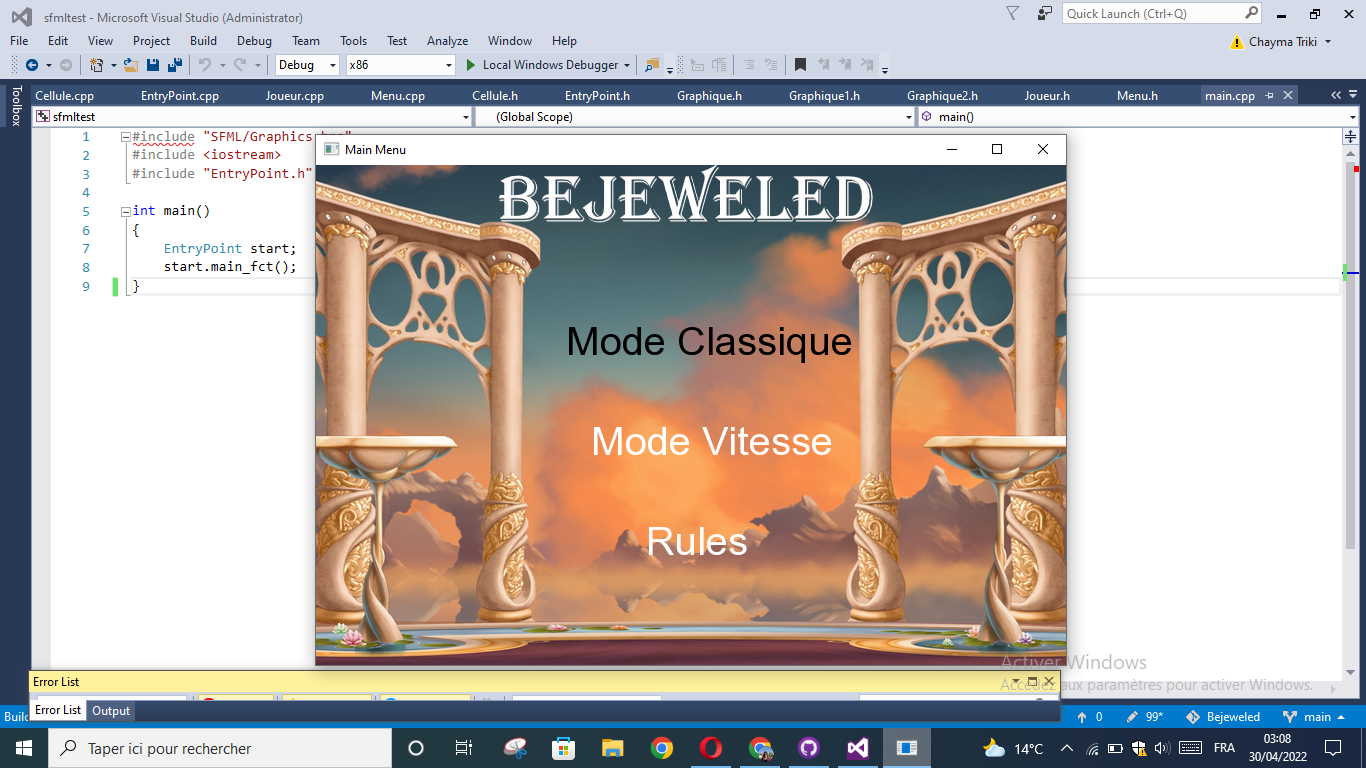 sfmltest - Microsoft Visual Studio (Administrator)
Quick Launch (Ctrl+Q)
File Edit View Project Build Debug Team Tools Test Analyze Window Help
Chayma Triki
Debug x86 Local Windows Debugger
Toolbox
Cellule.cpp EntryPoint.cpp Joueur.cpp Menu.cpp Cellule.h EntryPoint.h Graphique.h Graphique1.h Graphique2.h Joueur.h Menu.h main.cpp
sfmltest (Global Scope) main()
1 #include "SFML/Graphics.hpp"
2 #include <iostream>
3 #include "EntryPoint.h"
4
5 int main()
6 {
7 EntryPoint start;
8 start.main_fct();
9 }
Main Menu
BEJEWELED
Mode Classique
Mode Vitesse
Rules
Activer Windows
Accédez aux paramètres pour activer Windows.
Error List
Error List Output
99* Bejeweled main
0
Taper ici pour rechercher
14°C
FRA
03:08
30/04/2022